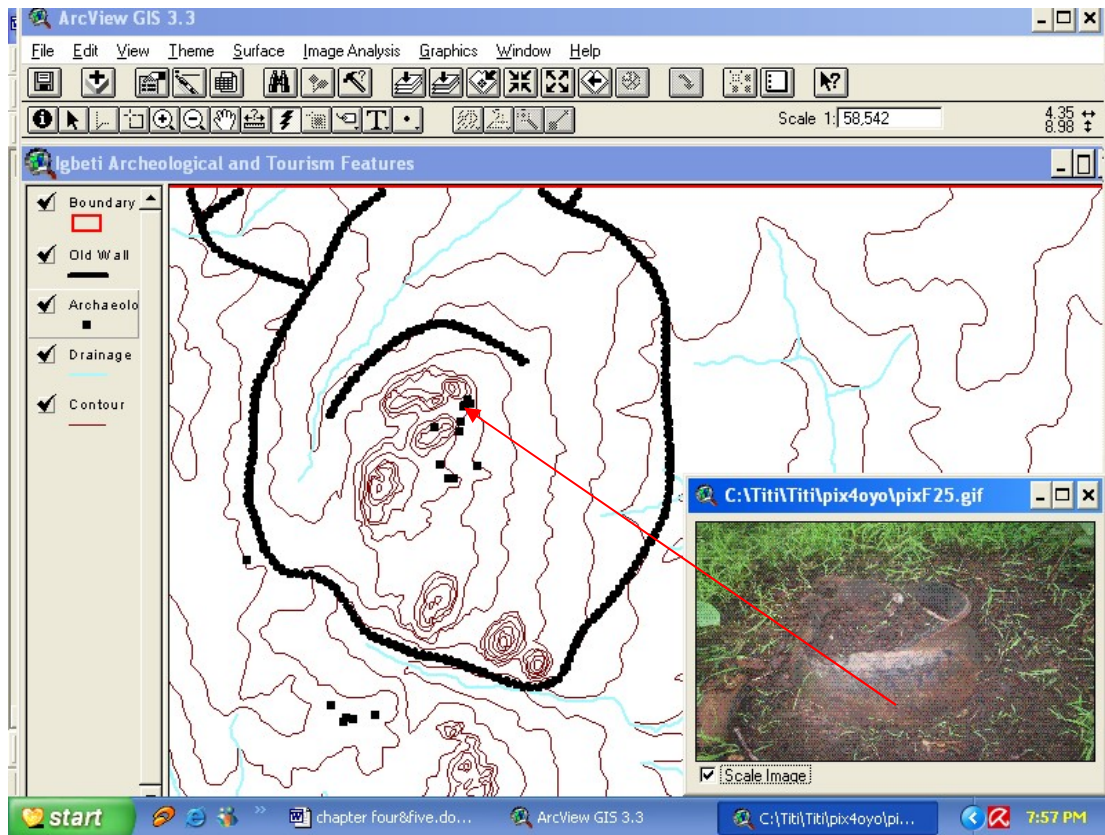 ArcView GIS 3.3
File Edit View Theme Surface Image Analysis Graphics Window Help
Scale 1: 58,542
4.35
8.98
Igbeti Archeological and Tourism Features
Boundary
Old Wall
Archaeolo
Drainage
Contour
C:\Titi\Titi\pix4oyo\pixF25.gif
Scale Image
start
chapter four&five.do...
ArcView GIS 3.3
C:\Titi\Titi\pix4oyo\pi...
7:57 PM